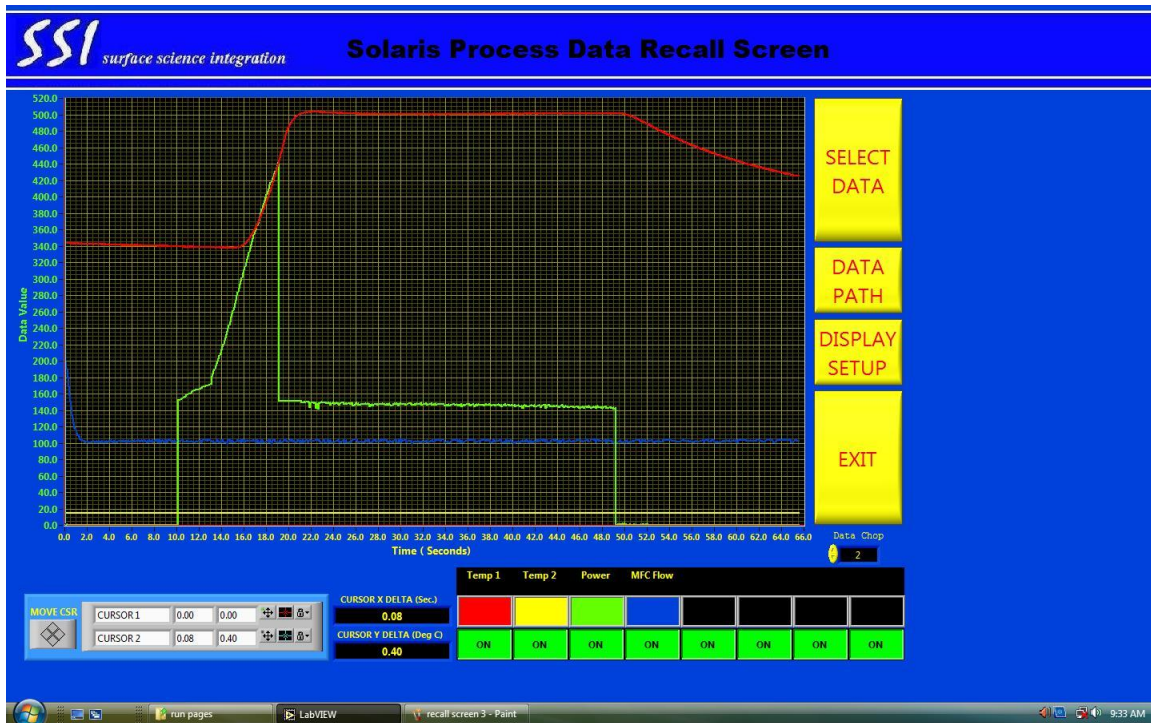 SSI surface science integration
Solaris Process Data Recall Screen
520.0
500.0
480.0
460.0
440.0
420.0
400.0
380.0
360.0
340.0
320.0
300.0
280.0
260.0
240.0
220.0
200.0
180.0
160.0
140.0
120.0
100.0
80.0
60.0
40.0
20.0
0.0
Data Value
0.0 2.0 4.0 6.0 8.0 10.0 12.0 14.0 16.0 18.0 20.0 22.0 24.0 26.0 28.0 30.0 32.0 34.0 36.0 38.0 40.0 42.0 44.0 46.0 48.0 50.0 52.0 54.0 56.0 58.0 60.0 62.0 64.0 66.0
Time ( Seconds)
SELECT
DATA
DATA
PATH
DISPLAY
SETUP
EXIT
Data Chop
2
Temp 1 Temp 2 Power MFC Flow
ON ON ON ON ON ON ON ON
MOVE CSR
CURSOR 1 0.00 0.00
CURSOR 2 0.08 0.40
CURSOR X DELTA (Sec.)
0.08
CURSOR Y DELTA (Deg C)
0.40
run pages LabVIEW recall screen 3 - Paint 9:33 AM